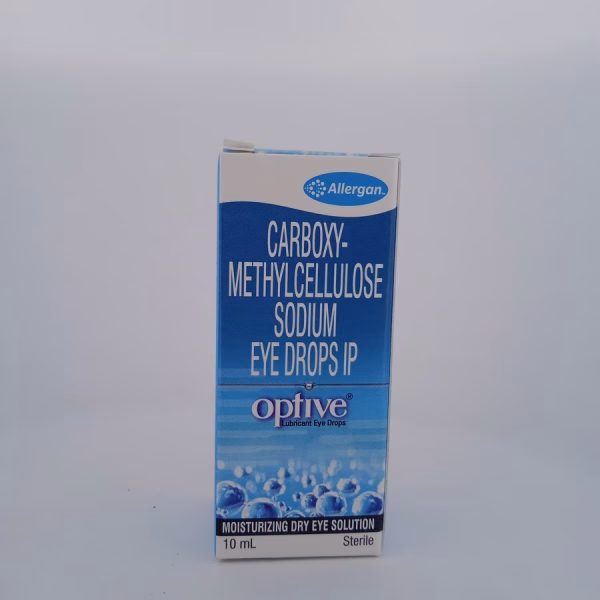 Allergan
CARBOXY-
METHYLCELLULOSE
SODIUM
EYE DROPS IP
optive®
Lubricant Eye Drops
MOISTURIZING DRY EYE SOLUTION
10 mL Sterile